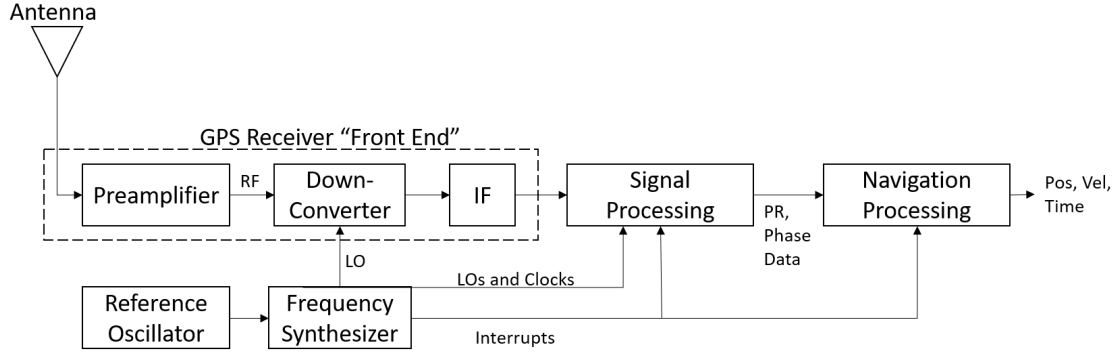 Antenna
GPS Receiver “Front End”
Preamplifier
RF
Down-
Converter
IF
Signal
Processing
PR,
Phase
Data
Navigation
Processing
Pos, Vel,
Time
LO
LOs and Clocks
Reference
Oscillator
Frequency
Synthesizer
Interrupts